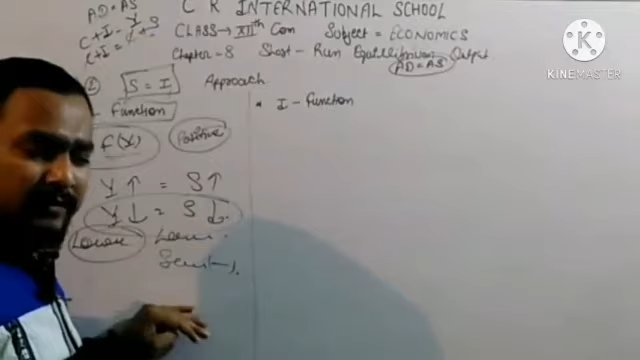 AD=AS
C+I = Y
C+I = C+S
C K INTERNATIONAL SCHOOL
CLASS → XIIth Com Subject = ECONOMICS
Chapter - 8 Short - Run Equilibrium Output
AD=AS
① S = I Approach
- Function
f(Y) Positive
Y↑ = S↑
Y↓ = S↓
• I - Function
KINEMASTER